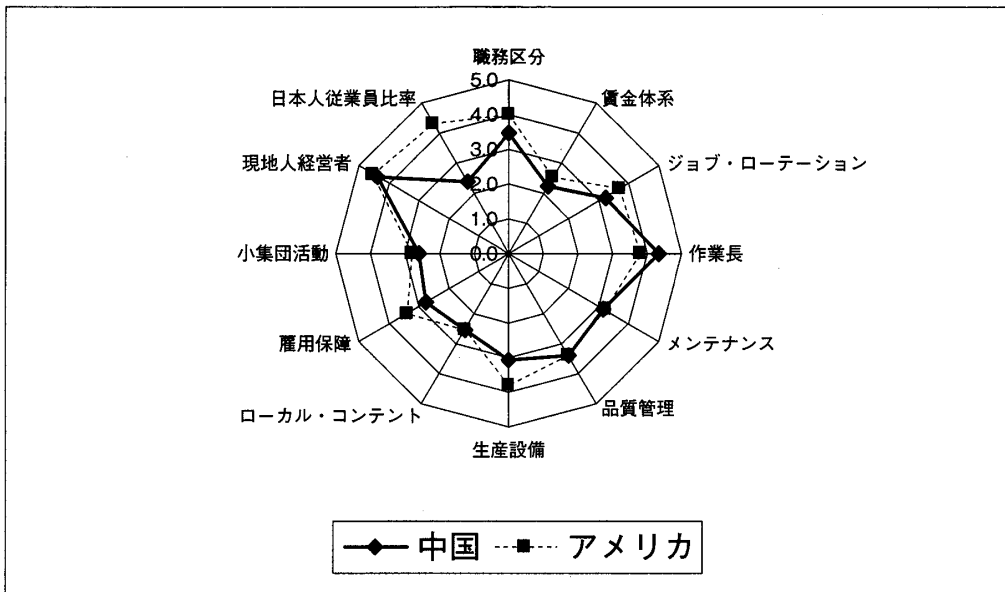 職務区分
賃金体系
ジョブ・ローテーション
作業長
メンテナンス
品質管理
生産設備
ローカル・コンテント
雇用保障
小集団活動
現地人経営者
日本人従業員比率
5.0
4.0
3.0
2.0
1.0
0.0
中国 アメリカ